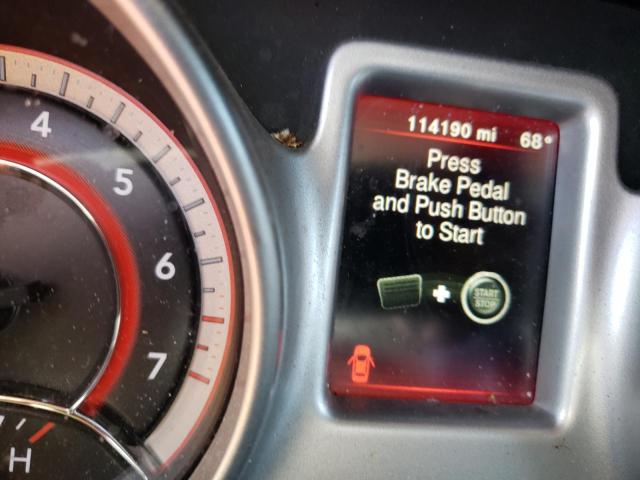 114190 mi 68°
Press
Brake Pedal
and Push Button
to Start
START
STOP
4
5
6
7
H